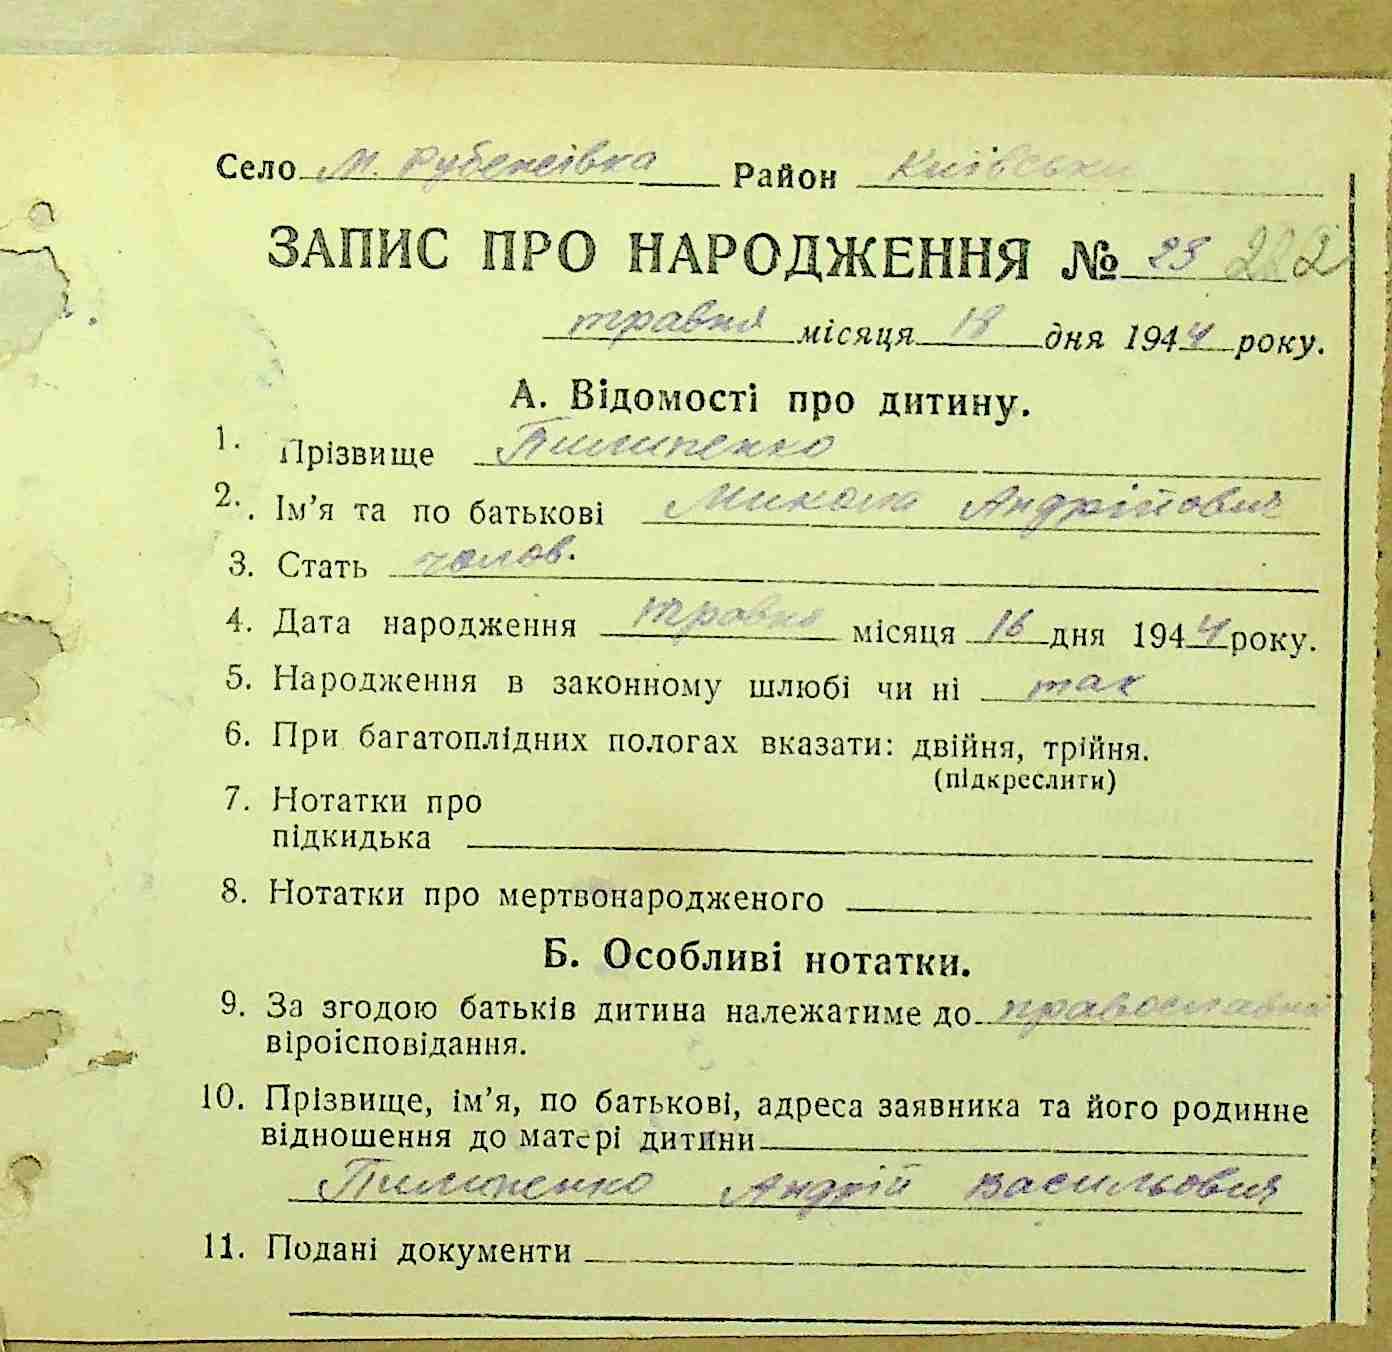 Село М. Рубежівка Район Київськи
ЗАПИС ПРО НАРОДЖЕННЯ № 23 282
травня місяця 18 дня 1944 року.
А. Відомості про дитину.
1. Прізвище Пилипенко
2. Ім'я та по батькові Микола Андрійович
3. Стать чолов.
4. Дата народження травня місяця 16 дня 1944 року.
5. Народження в законному шлюбі чи ні так
6. При багатоплідних пологах вказати: двійня, трійня.
(підкреслити)
7. Нотатки про
підкидька
8. Нотатки про мертвонародженого
Б. Особливі нотатки.
9. За згодою батьків дитина належатиме до православної
віроісповідання.
10. Прізвище, ім'я, по батькові, адреса заявника та його родинне
відношення до матері дитини
Пилипенко Андрій Васильович
11. Подані документи